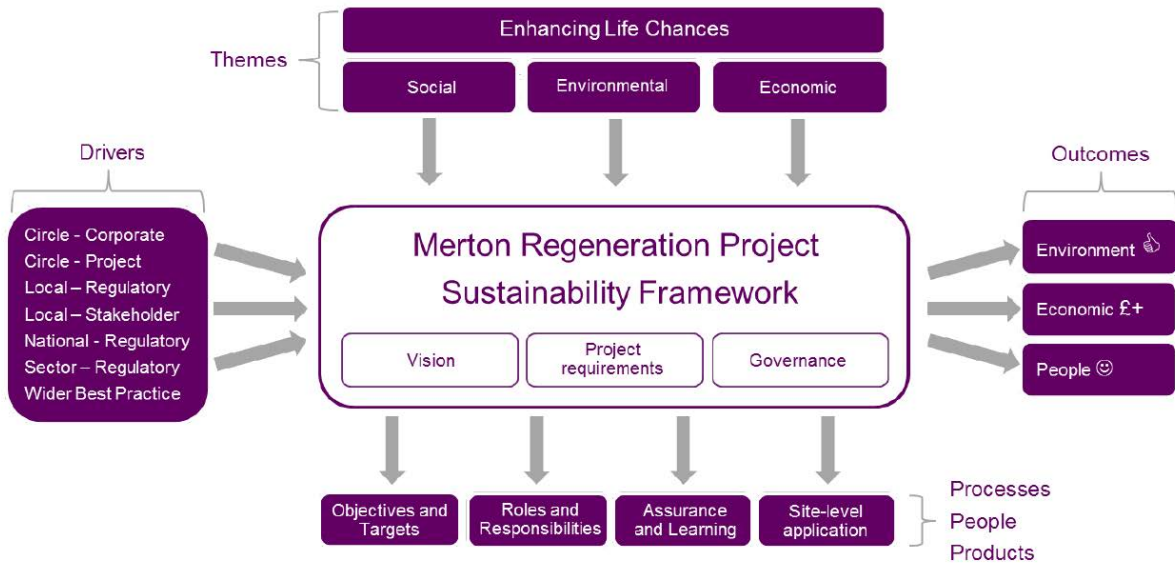 Enhancing Life Chances
Themes
Social
Environmental
Economic
Drivers
Outcomes
Circle - Corporate
Circle - Project
Local – Regulatory
Local – Stakeholder
National - Regulatory
Sector – Regulatory
Wider Best Practice
Merton Regeneration Project
Sustainability Framework
Vision
Project
requirements
Governance
Environment 👍
Economic £+
People ☺
Objectives and
Targets
Roles and
Responsibilities
Assurance
and Learning
Site-level
application
Processes
People
Products